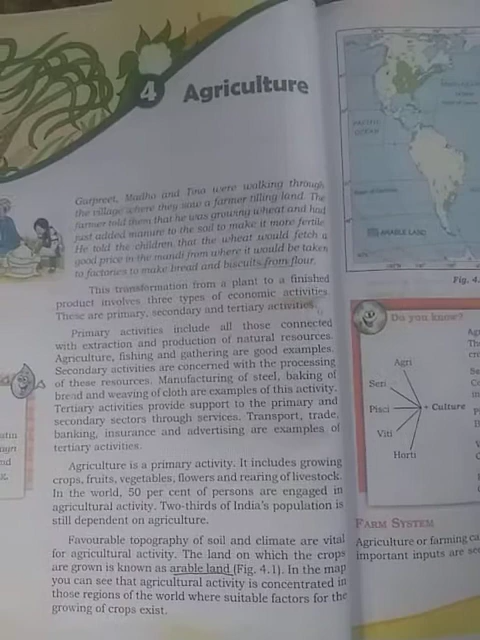 4 Agriculture
Gurpreet, Madho and Tina were walking through
the village where they saw a farmer tilling land. The
farmer told them that he was growing wheat and had
just added manure to the soil to make it more fertile.
He told the children that the wheat would fetch a
good price in the mandi from where it would be taken
to factories to make bread and biscuits from flour.
This transformation from a plant to a finished
product involves three types of economic activities.
These are primary, secondary and tertiary activities.
Primary activities include all those connected
with extraction and production of natural resources.
Agriculture, fishing and gathering are good examples.
Secondary activities are concerned with the processing
of these resources. Manufacturing of steel, baking of
bread and weaving of cloth are examples of this activity.
Tertiary activities provide support to the primary and
secondary sectors through services. Transport, trade,
banking, insurance and advertising are examples of
tertiary activities.
Agriculture is a primary activity. It includes growing
crops, fruits, vegetables, flowers and rearing of livestock.
In the world, 50 per cent of persons are engaged in
agricultural activity. Two-thirds of India's population is
still dependent on agriculture.
Favourable topography of soil and climate are vital
for agricultural activity. The land on which the crops
are grown is known as arable land (Fig. 4.1). In the map
you can see that agricultural activity is concentrated in
those regions of the world where suitable factors for the
growing of crops exist.
PACIFIC
OCEAN
ARABLE LAND
Fig. 4.
Do you know?
Agri
Seri
Pisci
Viti
Horti
+ Culture
FARM SYSTEM
Agriculture or farming ca
important inputs are see